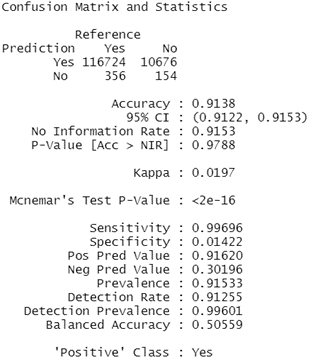 Confusion Matrix and Statistics
Reference
Prediction Yes No
Yes 116724 10676
No 356 154
Accuracy : 0.9138
95% CI : (0.9122, 0.9153)
No Information Rate : 0.9153
P-Value [Acc > NIR] : 0.9788
Kappa : 0.0197
Mcnemar's Test P-Value : <2e-16
Sensitivity : 0.99696
Specificity : 0.01422
Pos Pred Value : 0.91620
Neg Pred Value : 0.30196
Prevalence : 0.91533
Detection Rate : 0.91255
Detection Prevalence : 0.99601
Balanced Accuracy : 0.50559
'Positive' Class : Yes